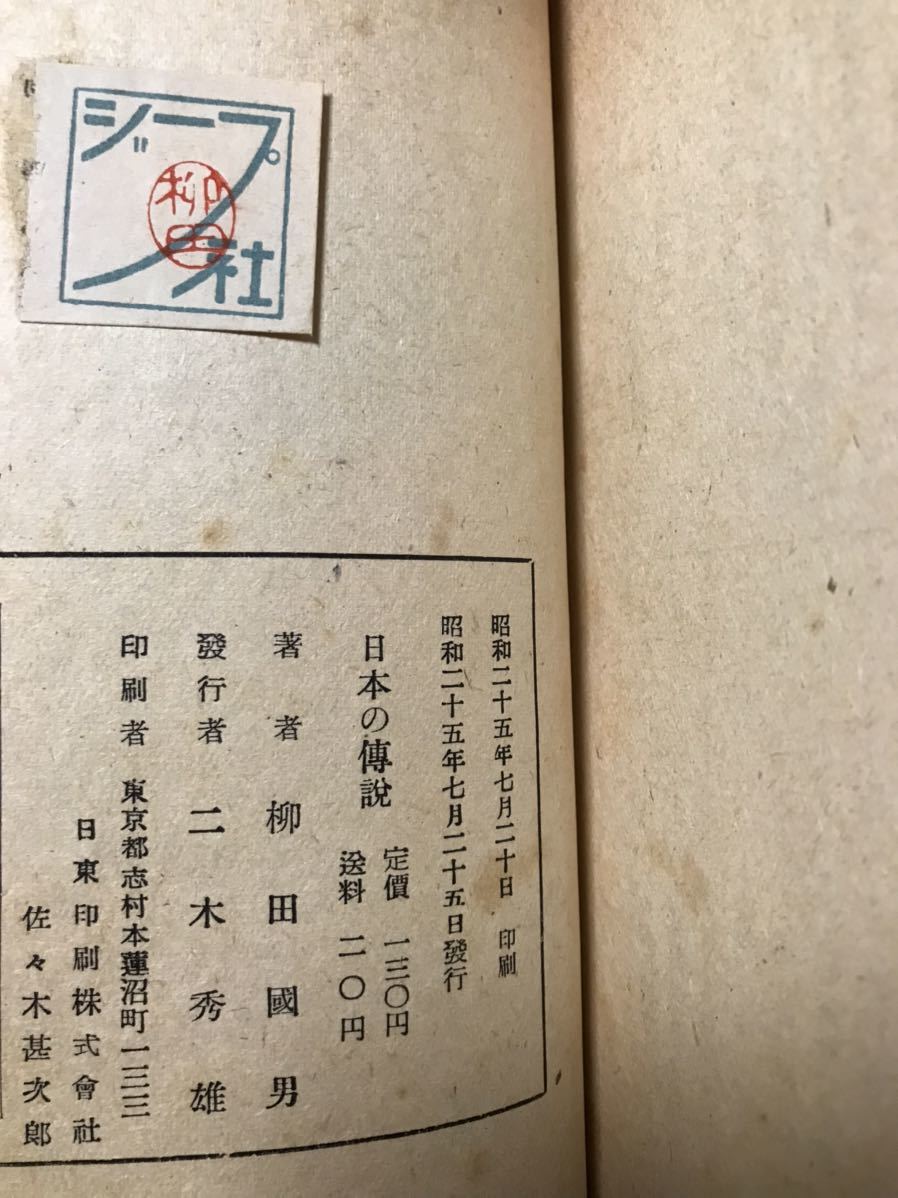 ジープ社
柳田
昭和二十五年七月二十日 印刷
昭和二十五年七月二十五日發行
日本の傳説
定價 一三〇円
送料 二〇円
著者 柳田國男
發行者 二木秀雄
印刷者 東京都志村本蓮沼町一三三
日東印刷株式會社
佐々木甚次郎